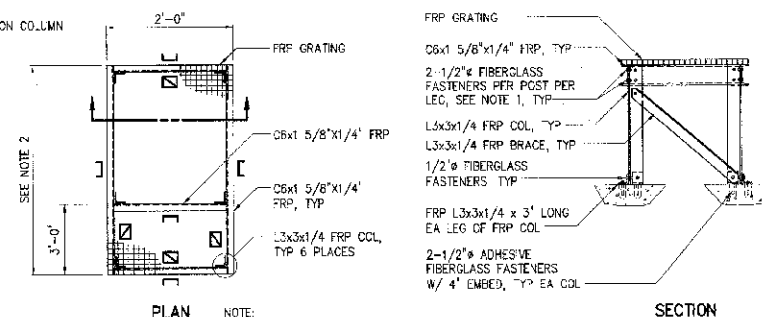 ON COLUMN
2'-0"
FRP GRATING
C6x1 5/8"X1/4' FRP
C6x1 5/8"X1/4'
FRP, TYP
L3x3x1/4 FRP COL,
TYP 6 PLACES
SEE NOTE 2
3'-0"
PLAN
NOTE:
FRP GRATING
C6x1 5/8"x1/4" FRP, TYP
2-1/2"ø FIBERGLASS
FASTENERS PER POST PER
LEG, SEE NOTE 1, TYP
L3x3x1/4 FRP COL, TYP
L3x3x1/4 FRP BRACE, TYP
1/2'ø FIBERGLASS
FASTENERS TYP
FRP L3x3x1/4 x 3' LONG
EA LEG OF FRP COL
2-1/2"ø ADHESIVE
FIBERGLASS FASTENERS
W/ 4' EMBED, TYP EA COL
SECTION